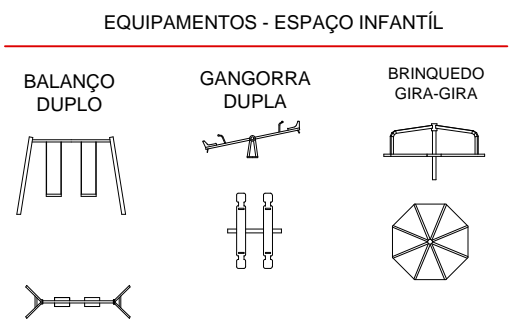 EQUIPAMENTOS - ESPAÇO INFANTÍL
BALANÇO
DUPLO
GANGORRA
DUPLA
BRINQUEDO
GIRA-GIRA